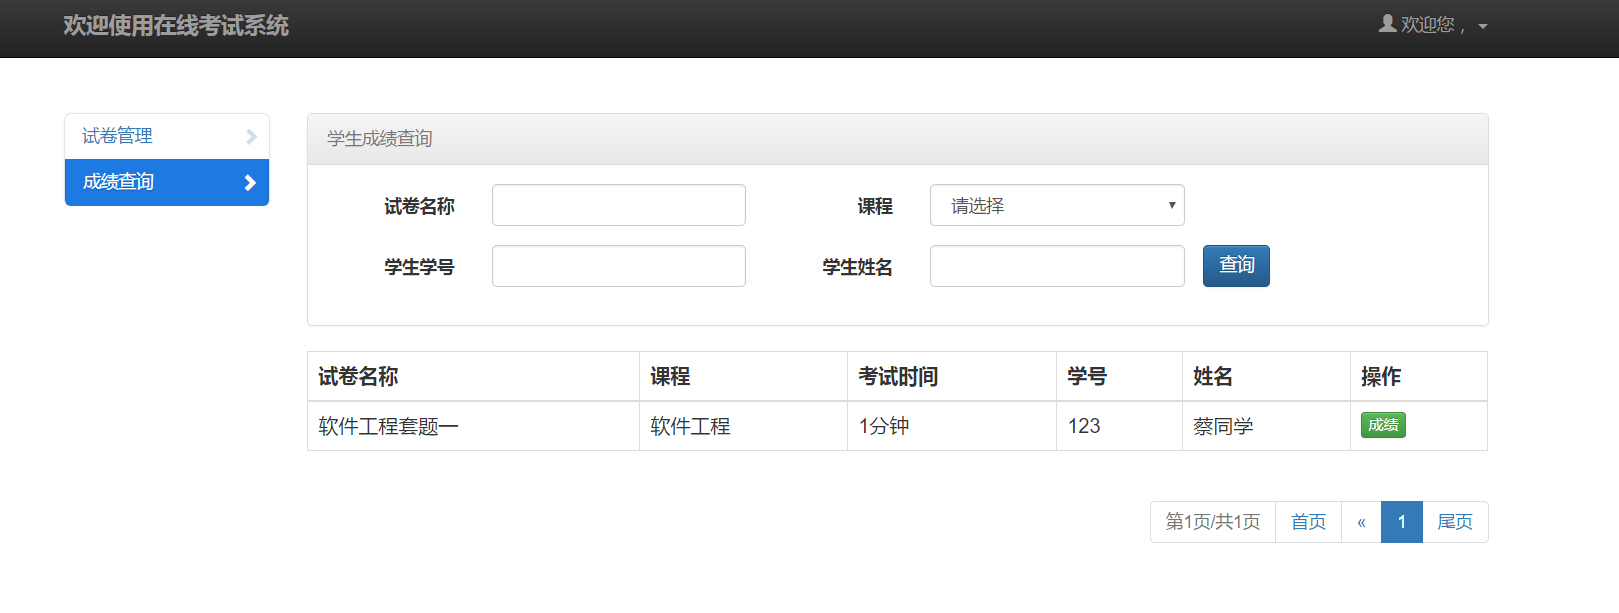 欢迎使用在线考试系统
欢迎您，
试卷管理
成绩查询
学生成绩查询
试卷名称 课程 请选择
学生学号 学生姓名 查询
试卷名称 课程 考试时间 学号 姓名 操作
软件工程套题一 软件工程 1分钟 123 蔡同学 成绩
第1页/共1页 首页 « 1 尾页